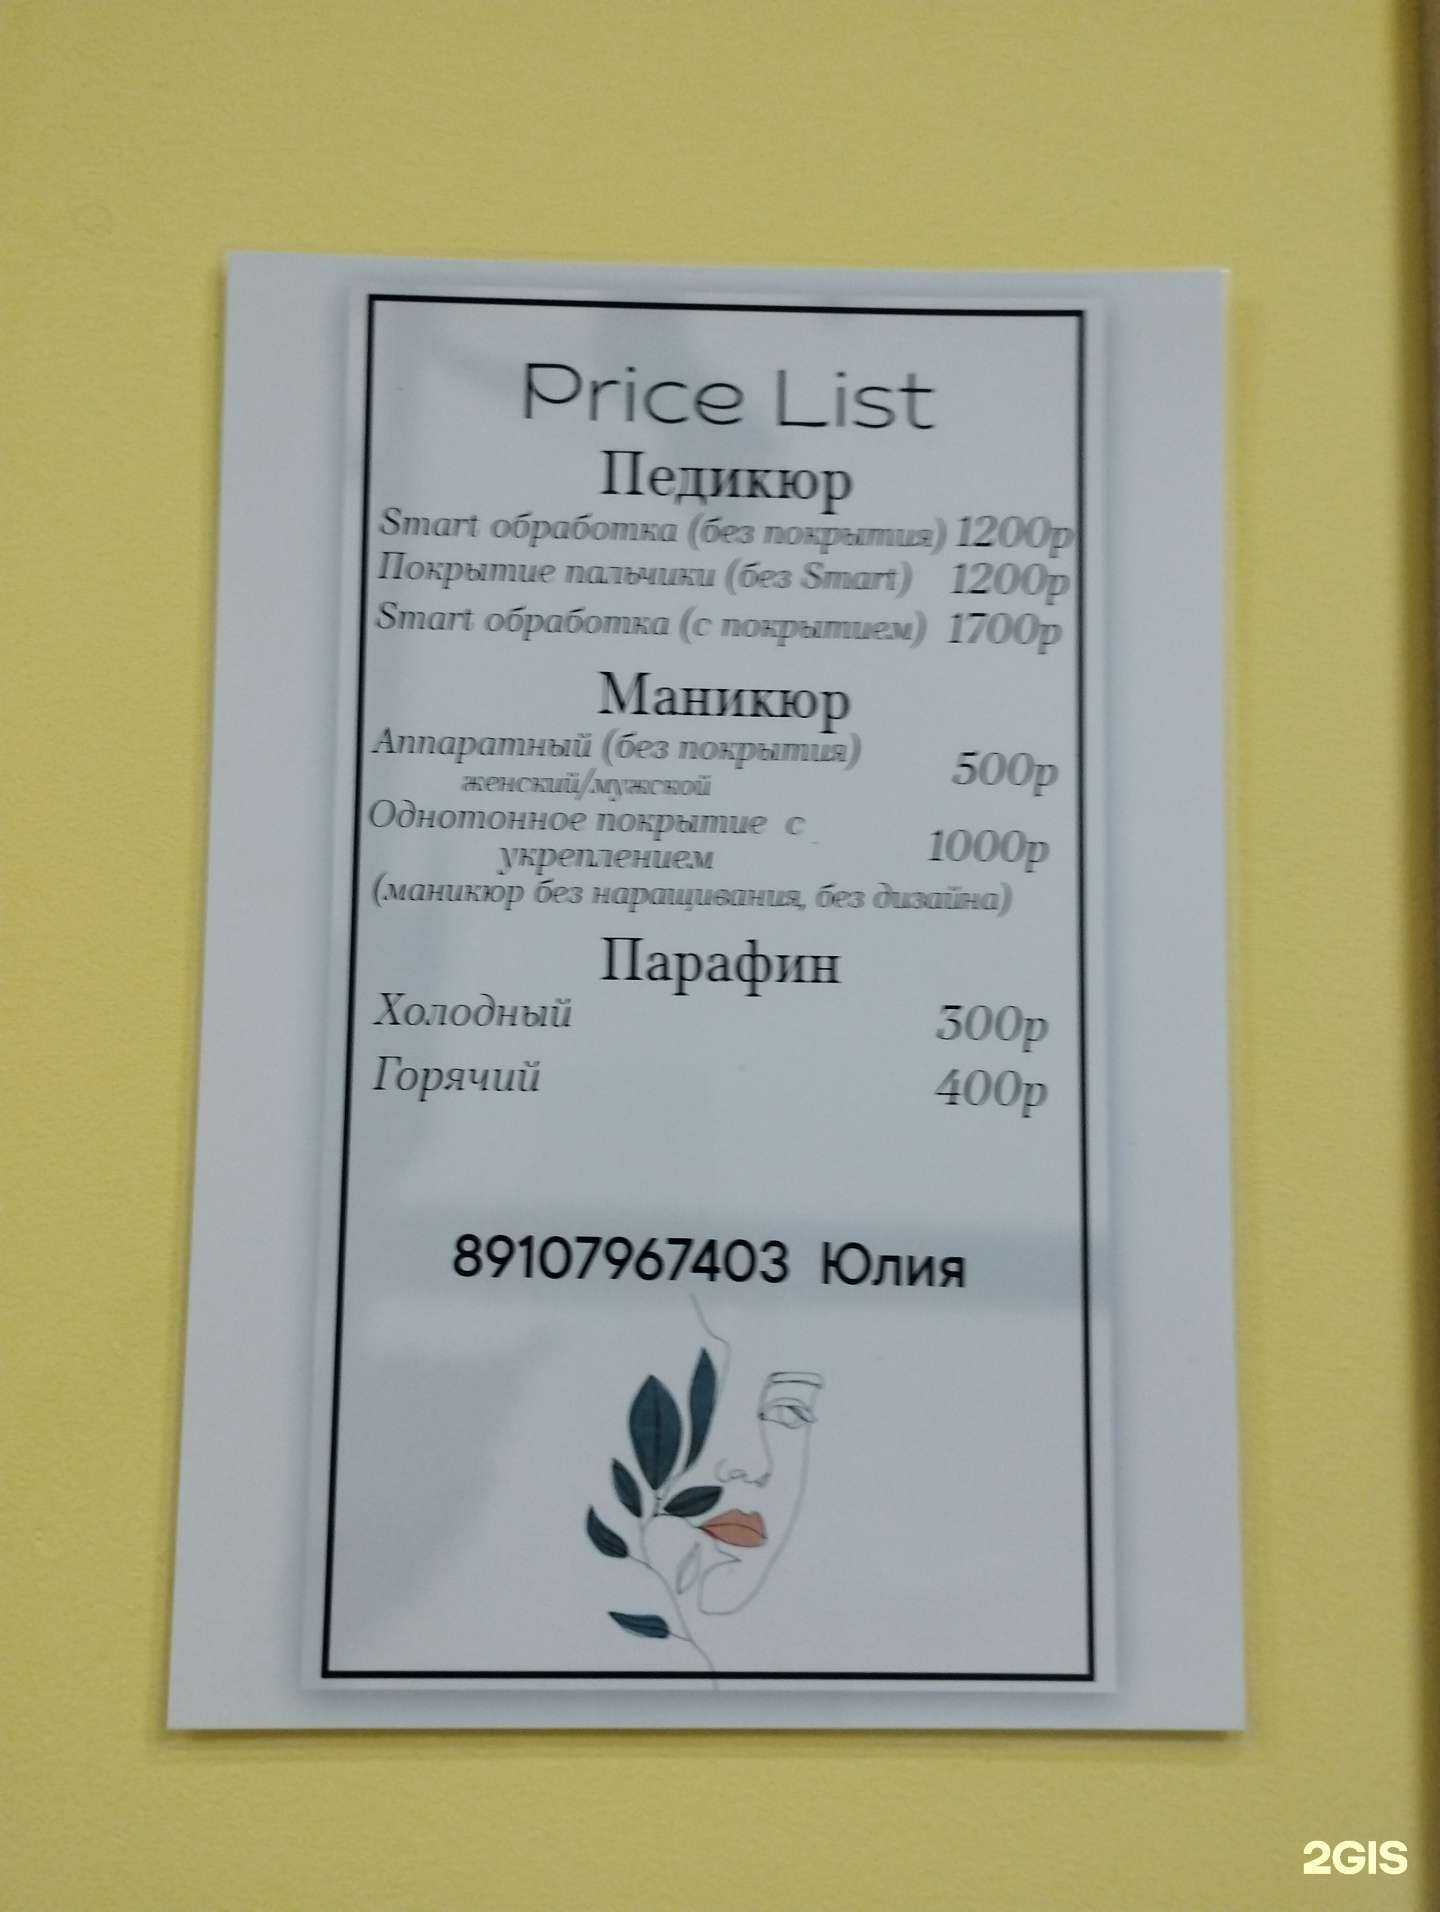 Price List
Педикюр
Smart обработка (без покрытия) 1200р
Покрытие пальчики (без Smart) 1200р
Smart обработка (с покрытием) 1700р
Маникюр
Аппаратный (без покрытия) 500р
женский/мужской
Однотонное покрытие с
укреплением 1000р
(маникюр без наращивания, без дизайна)
Парафин
Холодный 300р
Горячий 400р
89107967403 Юлия
2GIS